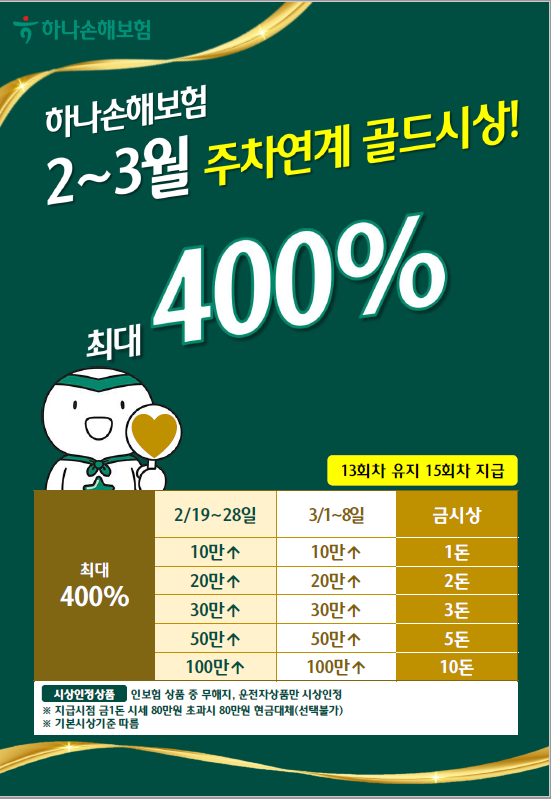 하나손해보험
하나손해보험
2~3월 주차연계 골드시상!
최대 400%
13회차 유지 15회차 지급
2/19~28일 3/1~8일 금시상
최대
400%
10만↑ 10만↑ 1돈
20만↑ 20만↑ 2돈
30만↑ 30만↑ 3돈
50만↑ 50만↑ 5돈
100만↑ 100만↑ 10돈
시상인정상품 인보험 상품 중 무해지, 운전자상품만 시상인정
※ 지급시점 금1돈 시세 80만원 초과시 80만원 현금대체(선택불가)
※ 기본시상기준 따름